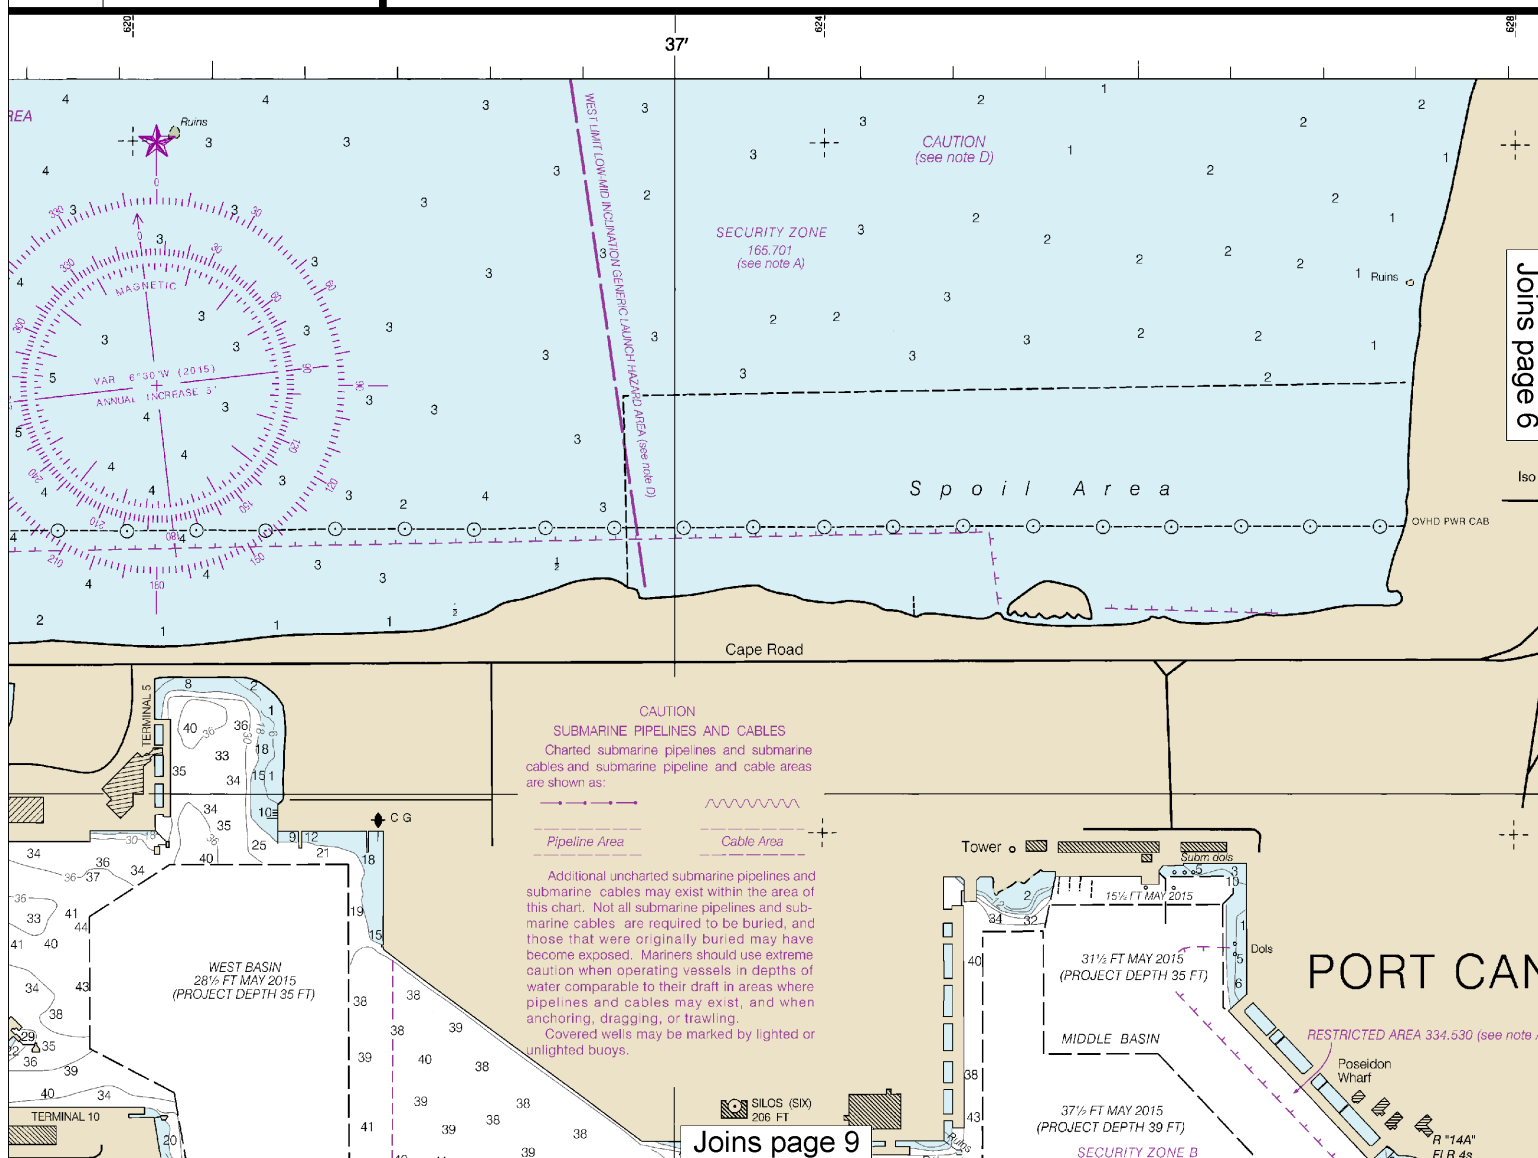 620
37'
624
628
AREA
Ruins
CAUTION
(see note D)
SECURITY ZONE
165.701
(see note A)
WEST LIMIT LOW-MID INCLINATION GENERIC LAUNCH HAZARD AREA (see note D)
Ruins
Joins page 6
MAGNETIC
VAR 6°30'W (2015)
ANNUAL INCREASE 5'
Spoil Area
Iso
OVHD PWR CAB
Cape Road
TERMINAL 5
CAUTION
SUBMARINE PIPELINES AND CABLES
Charted submarine pipelines and submarine
cables and submarine pipeline and cable areas
are shown as:
Pipeline Area
Cable Area
Additional uncharted submarine pipelines and
submarine cables may exist within the area of
this chart. Not all submarine pipelines and sub-
marine cables are required to be buried, and
those that were originally buried may have
become exposed. Mariners should use extreme
caution when operating vessels in depths of
water comparable to their draft in areas where
pipelines and cables may exist, and when
anchoring, dragging, or trawling.
Covered wells may be marked by lighted or
unlighted buoys.
C G
Tower
Subm dols
15½ FT MAY 2015
Dols
WEST BASIN
28½ FT MAY 2015
(PROJECT DEPTH 35 FT)
31½ FT MAY 2015
(PROJECT DEPTH 35 FT)
PORT CAN
MIDDLE BASIN
RESTRICTED AREA 334.530 (see note A
Poseidon
Wharf
TERMINAL 10
SILOS (SIX)
206 FT
37½ FT MAY 2015
(PROJECT DEPTH 39 FT)
SECURITY ZONE B
Joins page 9
Ruins
R "14A"
Fl R 4s